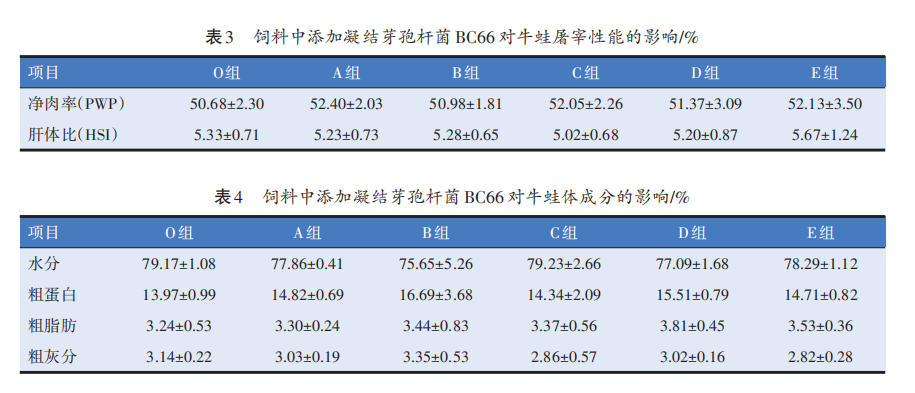 表3 饲料中添加凝结芽孢杆菌BC66对牛蛙屠宰性能的影响/%
项目 O组 A组 B组 C组 D组 E组
净肉率(PWP) 50.68±2.30 52.40±2.03 50.98±1.81 52.05±2.26 51.37±3.09 52.13±3.50
肝体比(HSI) 5.33±0.71 5.23±0.73 5.28±0.65 5.02±0.68 5.20±0.87 5.67±1.24
表4 饲料中添加凝结芽孢杆菌BC66对牛蛙体成分的影响/%
项目 O组 A组 B组 C组 D组 E组
水分 79.17±1.08 77.86±0.41 75.65±5.26 79.23±2.66 77.09±1.68 78.29±1.12
粗蛋白 13.97±0.99 14.82±0.69 16.69±3.68 14.34±2.09 15.51±0.79 14.71±0.82
粗脂肪 3.24±0.53 3.30±0.24 3.44±0.83 3.37±0.56 3.81±0.45 3.53±0.36
粗灰分 3.14±0.22 3.03±0.19 3.35±0.53 2.86±0.57 3.02±0.16 2.82±0.28